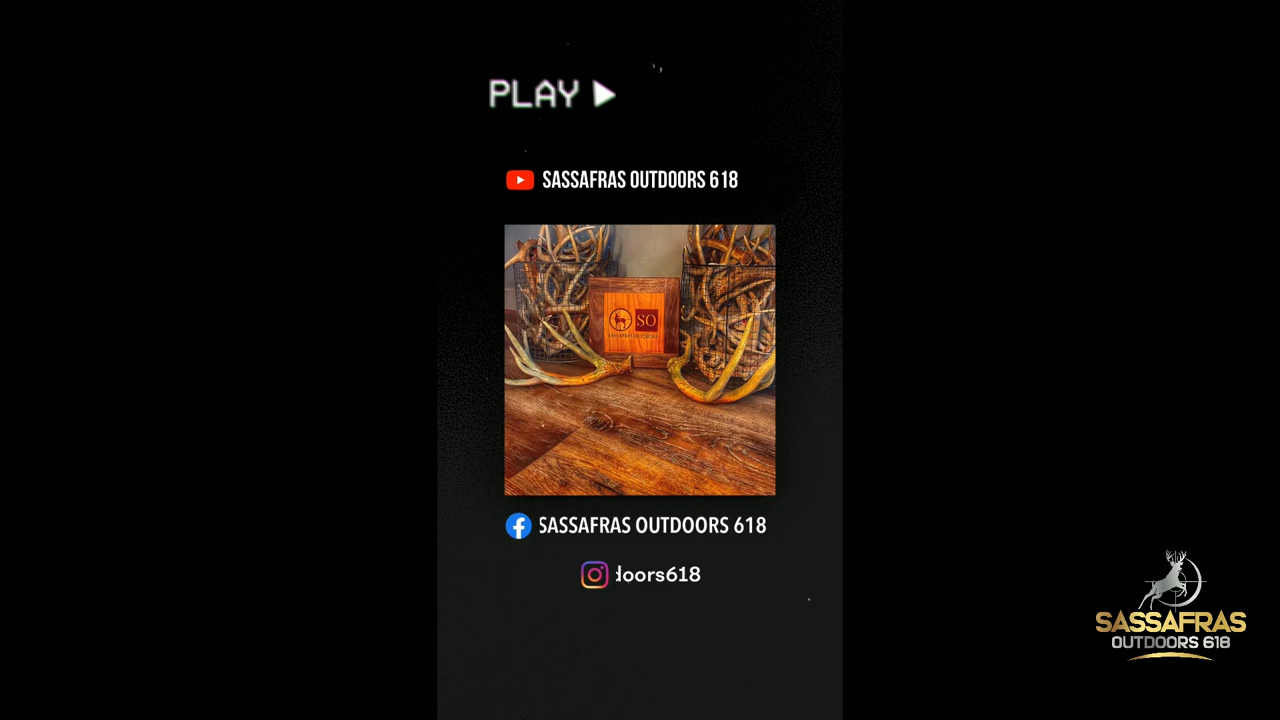 PLAY
SASSAFRAS OUTDOORS 618
SO
SASSAFRAS OUTDOORS 618
doors618
SASSAFRAS
OUTDOORS 618